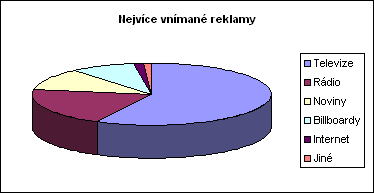 Nejvíce vnímané reklamy
Televize
Rádio
Noviny
Billboardy
Internet
Jiné